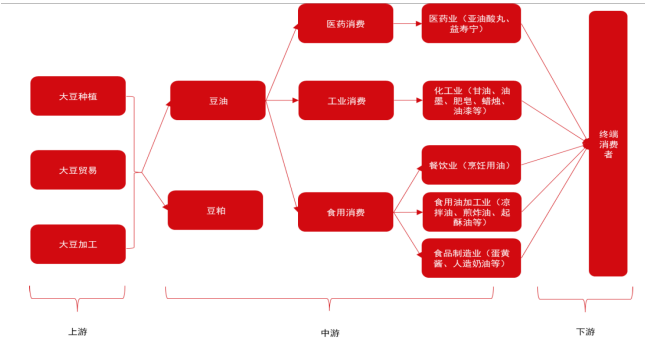 医药消费
医药业（亚油酸丸、
益寿宁）
大豆种植
豆油
工业消费
化工业（甘油、油
墨、肥皂、蜡烛、
油漆等）
终端
消费
者
大豆贸易
餐饮业（烹饪用油）
豆粕
食用消费
食用油加工业（凉
拌油、煎炸油、起
酥油等）
大豆加工
食品制造业（蛋黄
酱、人造奶油等）
上游
中游
下游